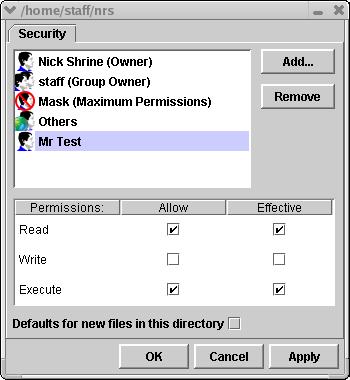 /home/staff/nrs
Security
Nick Shrine (Owner)
staff (Group Owner)
Mask (Maximum Permissions)
Others
Mr Test
Add...
Remove
Permissions: Allow Effective
Read
Write
Execute
Defaults for new files in this directory
OK Cancel Apply